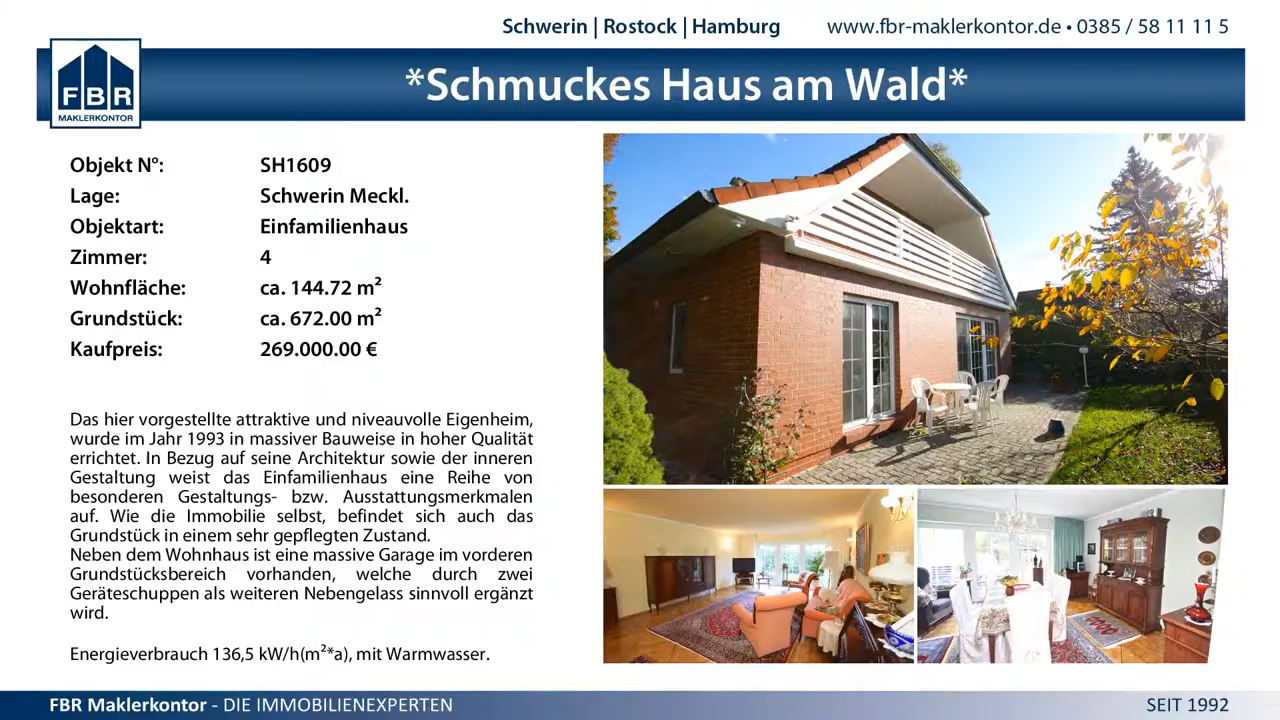 Schwerin | Rostock | Hamburg www.fbr-maklerkontor.de • 0385 / 58 11 11 5
FBR
MAKLERKONTOR
*Schmuckes Haus am Wald*
Objekt N°: SH1609
Lage: Schwerin Meckl.
Objektart: Einfamilienhaus
Zimmer: 4
Wohnfläche: ca. 144.72 m²
Grundstück: ca. 672.00 m²
Kaufpreis: 269.000.00 €
Das hier vorgestellte attraktive und niveauvolle Eigenheim,
wurde im Jahr 1993 in massiver Bauweise in hoher Qualität
errichtet. In Bezug auf seine Architektur sowie der inneren
Gestaltung weist das Einfamilienhaus eine Reihe von
besonderen Gestaltungs- bzw. Ausstattungsmerkmalen
auf. Wie die Immobilie selbst, befindet sich auch das
Grundstück in einem sehr gepflegten Zustand.
Neben dem Wohnhaus ist eine massive Garage im vorderen
Grundstücksbereich vorhanden, welche durch zwei
Geräteschuppen als weiteren Nebengelass sinnvoll ergänzt
wird.
Energieverbrauch 136,5 kW/h(m²*a), mit Warmwasser.
FBR Maklerkontor - DIE IMMOBILIENEXPERTEN SEIT 1992